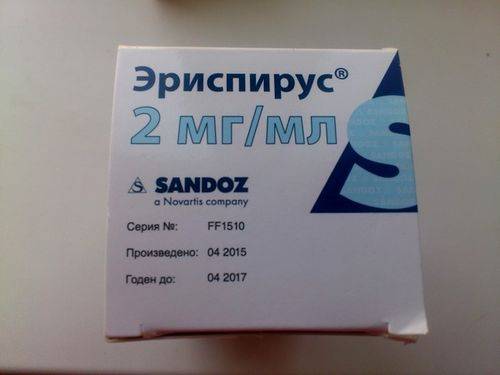 Эриспирус®
2 мг/мл
SANDOZ
a Novartis company
Серия №: FF1510
Произведено: 04 2015
Годен до: 04 2017